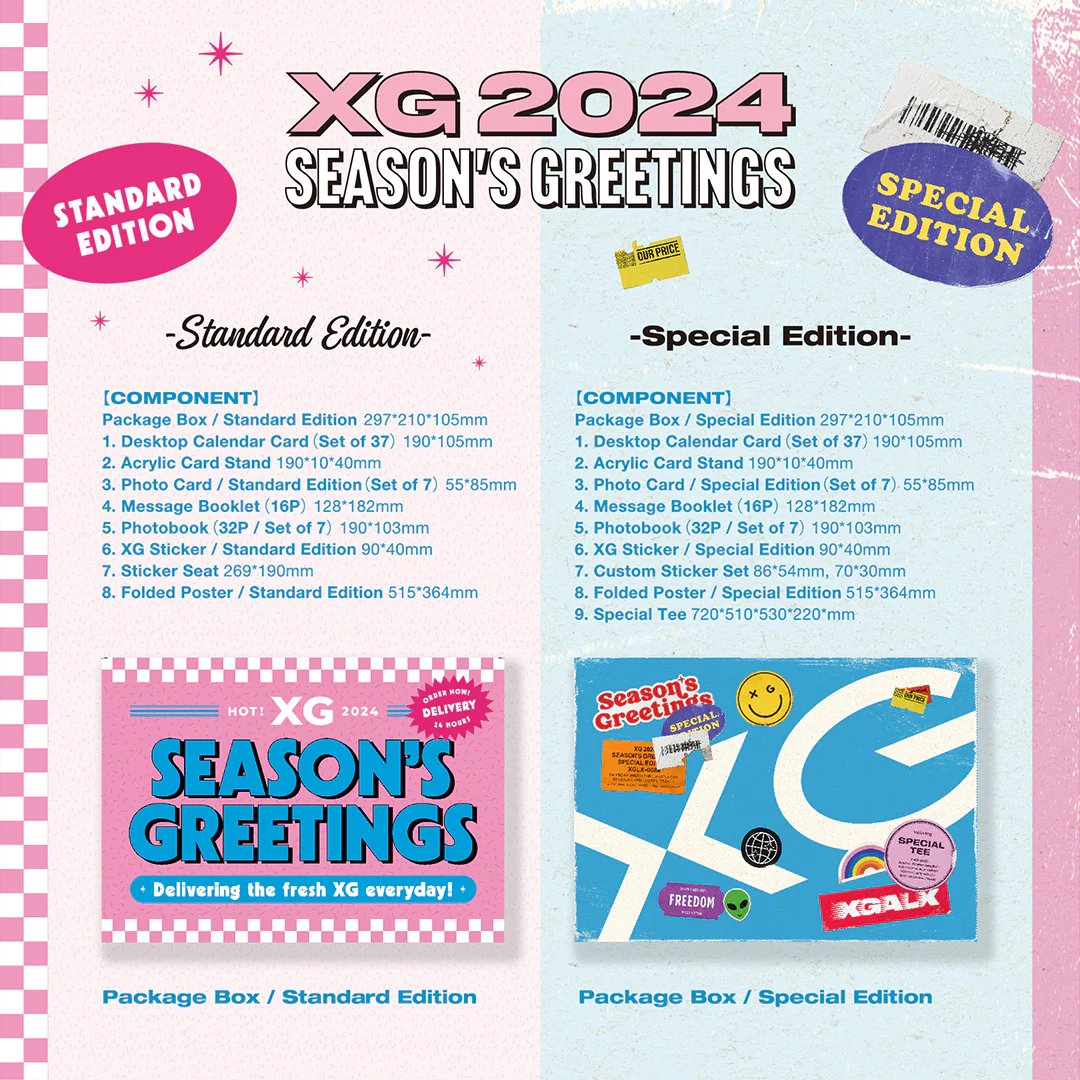 XG 2024
SEASON'S GREETINGS
STANDARD
EDITION
SPECIAL
EDITION
OUR PRICE
-Standard Edition-
【COMPONENT】
Package Box / Standard Edition 297*210*105mm
1. Desktop Calendar Card (Set of 37) 190*105mm
2. Acrylic Card Stand 190*10*40mm
3. Photo Card / Standard Edition (Set of 7) 55*85mm
4. Message Booklet (16P) 128*182mm
5. Photobook (32P / Set of 7) 190*103mm
6. XG Sticker / Standard Edition 90*40mm
7. Sticker Seat 269*190mm
8. Folded Poster / Standard Edition 515*364mm
-Special Edition-
【COMPONENT】
Package Box / Special Edition 297*210*105mm
1. Desktop Calendar Card (Set of 37) 190*105mm
2. Acrylic Card Stand 190*10*40mm
3. Photo Card / Special Edition (Set of 7) 55*85mm
4. Message Booklet (16P) 128*182mm
5. Photobook (32P / Set of 7) 190*103mm
6. XG Sticker / Special Edition 90*40mm
7. Custom Sticker Set 86*54mm, 70*30mm
8. Folded Poster / Special Edition 515*364mm
9. Special Tee 720*510*530*220*mm
HOT! XG 2024
ORDER NOW!
DELIVERY
24 HOURS
SEASON'S
GREETINGS
Delivering the fresh XG everyday!
Package Box / Standard Edition
Season's
Greetings
SPECIAL
XG
OUR PRICE
XG
SPECIAL
TEE
FREEDOM
XGALX
Package Box / Special Edition